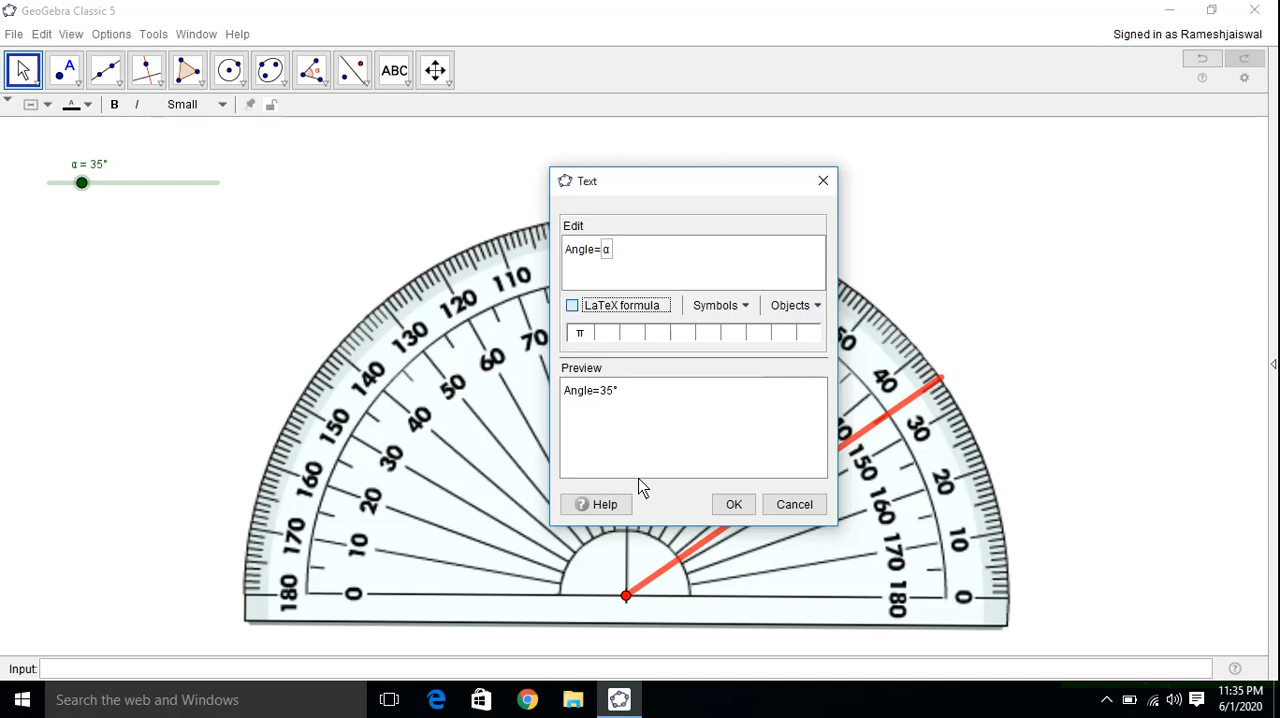 GeoGebra Classic 5
File Edit View Options Tools Window Help
Signed in as Rameshjaiswal
A
ABC
A B I Small
α = 35°
Text
Edit
Angle=α
LaTeX formula Symbols Objects
π
Preview
Angle=35°
Help OK Cancel
110
120
130
140
150
160
170
180
70
60
50
40
30
20
10
0
50
40
30
20
10
0
150
160
170
180
Input:
Search the web and Windows
11:35 PM
6/1/2020